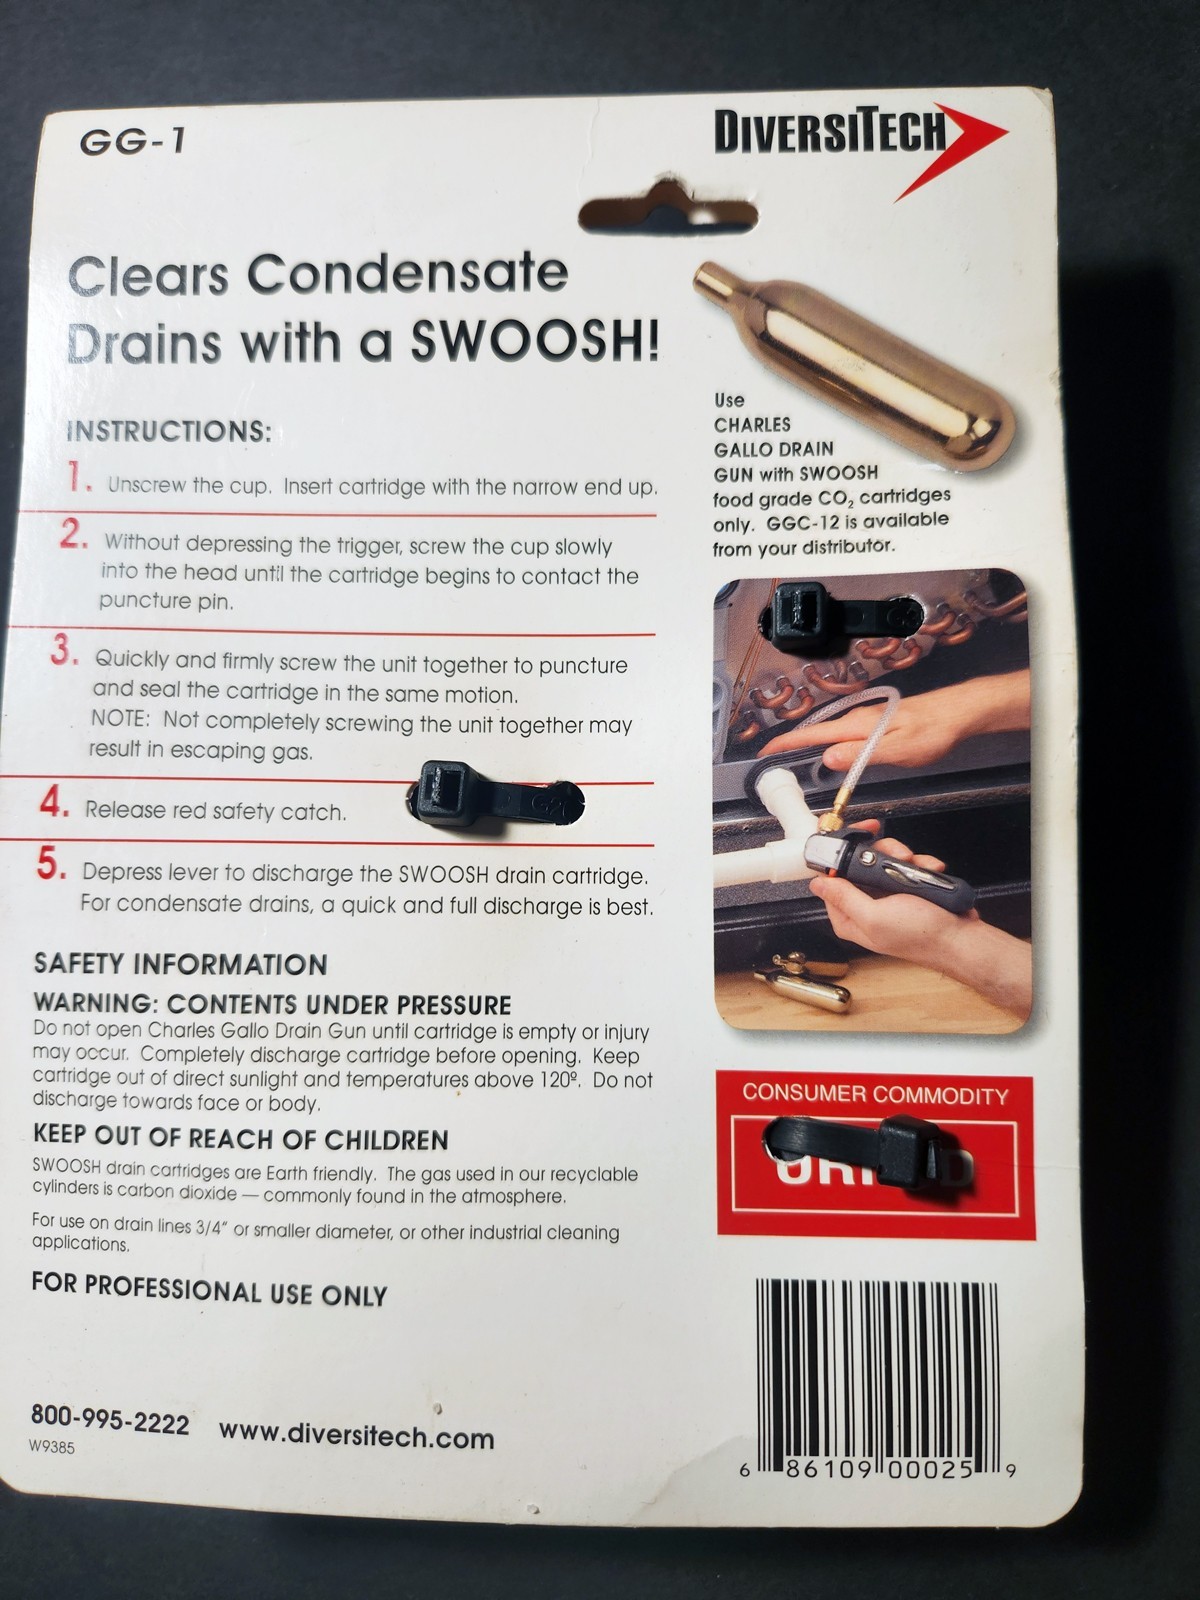 GG-1
DIVERSITECH
Clears Condensate
Drains with a SWOOSH!
INSTRUCTIONS:
1. Unscrew the cup. Insert cartridge with the narrow end up.
2. Without depressing the trigger, screw the cup slowly
into the head until the cartridge begins to contact the
puncture pin.
3. Quickly and firmly screw the unit together to puncture
and seal the cartridge in the same motion.
NOTE: Not completely screwing the unit together may
result in escaping gas.
4. Release red safety catch.
5. Depress lever to discharge the SWOOSH drain cartridge.
For condensate drains, a quick and full discharge is best.
SAFETY INFORMATION
WARNING: CONTENTS UNDER PRESSURE
Do not open Charles Gallo Drain Gun until cartridge is empty or injury
may occur. Completely discharge cartridge before opening. Keep
cartridge out of direct sunlight and temperatures above 120º. Do not
discharge towards face or body.
KEEP OUT OF REACH OF CHILDREN
SWOOSH drain cartridges are Earth friendly. The gas used in our recyclable
cylinders is carbon dioxide — commonly found in the atmosphere.
For use on drain lines 3/4" or smaller diameter, or other industrial cleaning
applications.
FOR PROFESSIONAL USE ONLY
800-995-2222 www.diversitech.com
W9385
Use
CHARLES
GALLO DRAIN
GUN with SWOOSH
food grade CO₂ cartridges
only. GGC-12 is available
from your distributor.
CONSUMER COMMODITY
6 86109 00025 9